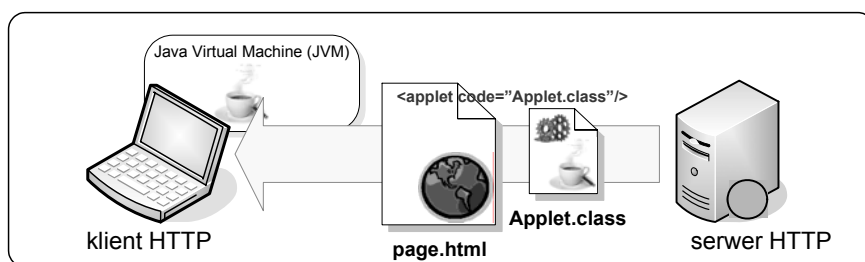 Java Virtual Machine (JVM)
<applet code=”Applet.class”/>
Applet.class
klient HTTP
page.html
serwer HTTP